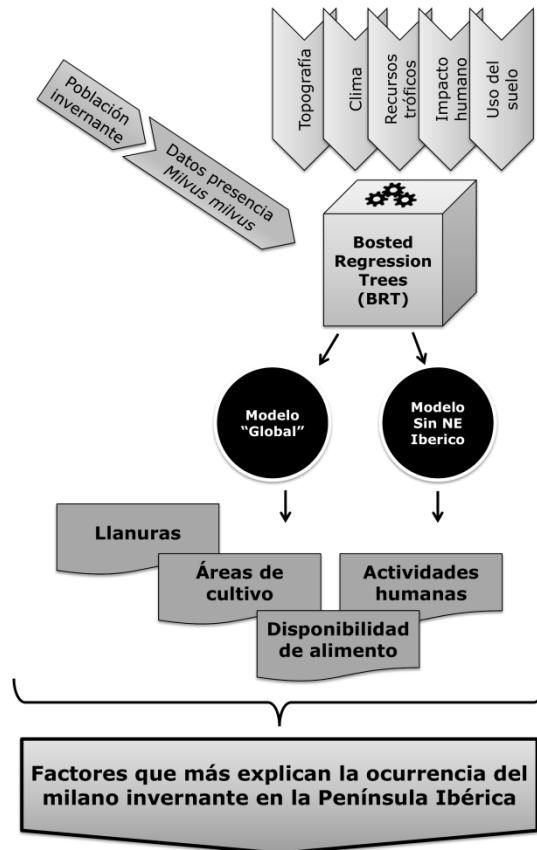 Población
invernante
Datos presencia
Milvus milvus
Topografía
Clima
Recursos
tróficos
Impacto
humano
Uso del
suelo
Bosted
Regression
Trees
(BRT)
Modelo
“Global”
Modelo
Sin NE
Iberico
Llanuras
Áreas de
cultivo
Actividades
humanas
Disponibilidad
de alimento
Factores que más explican la ocurrencia del
milano invernante en la Península Ibérica